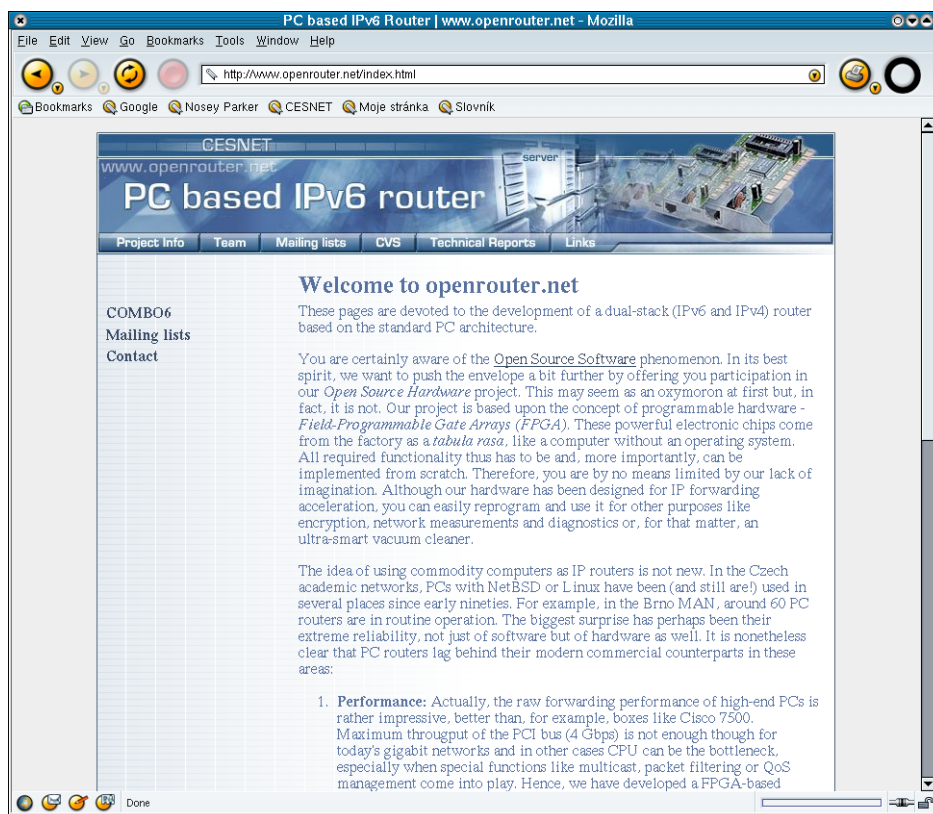 PC based IPv6 Router | www.openrouter.net - Mozilla
File Edit View Go Bookmarks Tools Window Help
http://www.openrouter.net/index.html
Bookmarks Google Nosey Parker CESNET Moje stránka Slovník
CESNET
www.openrouter.net
server
PC based IPv6 router
Project Info Team Mailing lists CVS Technical Reports Links
COMBO6
Mailing lists
Contact
Welcome to openrouter.net
These pages are devoted to the development of a dual-stack (IPv6 and IPv4) router
based on the standard PC architecture.
You are certainly aware of the Open Source Software phenomenon. In its best
spirit, we want to push the envelope a bit further by offering you participation in
our Open Source Hardware project. This may seem as an oxymoron at first but, in
fact, it is not. Our project is based upon the concept of programmable hardware -
Field-Programmable Gate Arrays (FPGA). These powerful electronic chips come
from the factory as a tabula rasa, like a computer without an operating system.
All required functionality thus has to be and, more importantly, can be
implemented from scratch. Therefore, you are by no means limited by our lack of
imagination. Although our hardware has been designed for IP forwarding
acceleration, you can easily reprogram and use it for other purposes like
encryption, network measurements and diagnostics or, for that matter, an
ultra-smart vacuum cleaner.
The idea of using commodity computers as IP routers is not new. In the Czech
academic networks, PCs with NetBSD or Linux have been (and still are!) used in
several places since early nineties. For example, in the Brno MAN, around 60 PC
routers are in routine operation. The biggest surprise has perhaps been their
extreme reliability, not just of software but of hardware as well. It is nonetheless
clear that PC routers lag behind their modern commercial counterparts in these
areas:
1. Performance: Actually, the raw forwarding performance of high-end PCs is
rather impressive, better than, for example, boxes like Cisco 7500.
Maximum througput of the PCI bus (4 Gbps) is not enough though for
today's gigabit networks and in other cases CPU can be the bottleneck,
especially when special functions like multicast, packet filtering or QoS
management come into play. Hence, we have developed a FPGA-based
Done